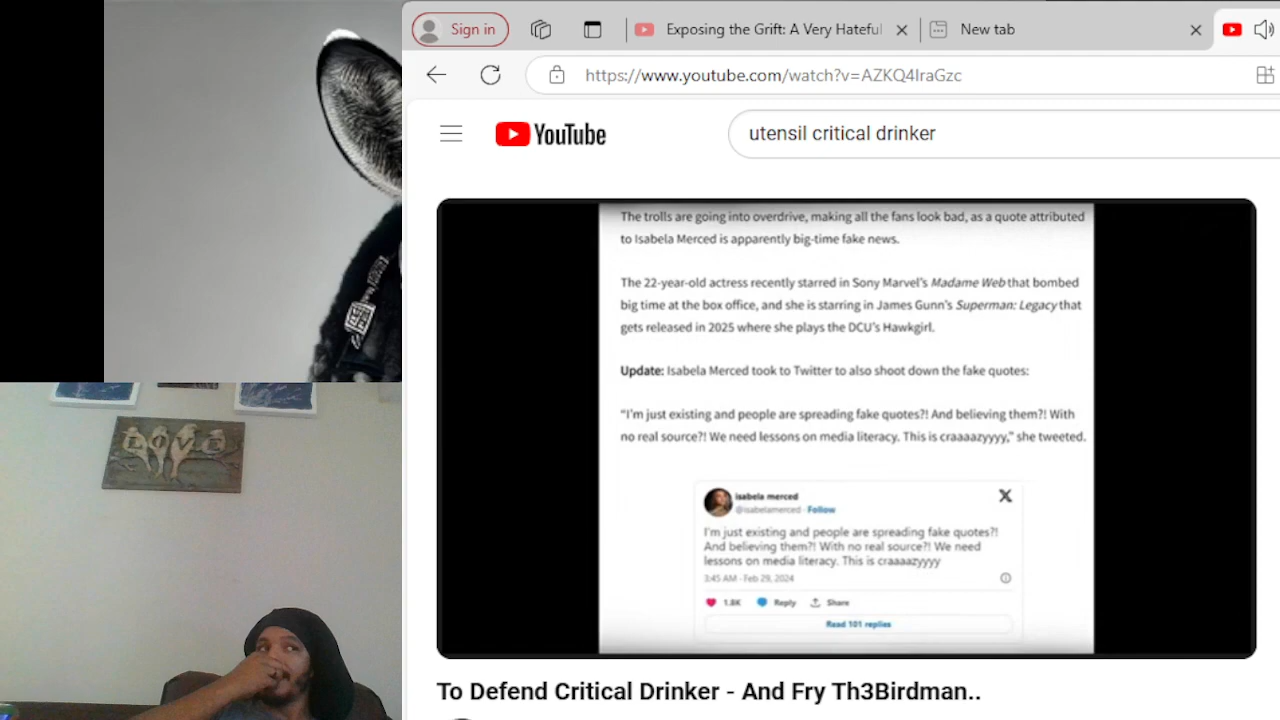 Sign in
Exposing the Grift: A Very Hateful
New tab
https://www.youtube.com/watch?v=AZKQ4IraGzc
YouTube
utensil critical drinker
The trolls are going into overdrive, making all the fans look bad, as a quote attributed
to Isabela Merced is apparently big-time fake news.
The 22-year-old actress recently starred in Sony Marvel's Madame Web that bombed
big time at the box office, and she is starring in James Gunn's Superman: Legacy that
gets released in 2025 where she plays the DCU's Hawkgirl.
Update: Isabela Merced took to Twitter to also shoot down the fake quotes:
"I'm just existing and people are spreading fake quotes?! And believing them?! With
no real source?! We need lessons on media literacy. This is craaaazyyyy," she tweeted.
isabela merced
@isabelamerced · Follow
I'm just existing and people are spreading fake quotes?!
And believing them?! With no real source?! We need
lessons on media literacy. This is craaaazyyyy
3:45 AM · Feb 29, 2024
1.8K Reply Share
Read 101 replies
To Defend Critical Drinker - And Fry Th3Birdman..
LOVE